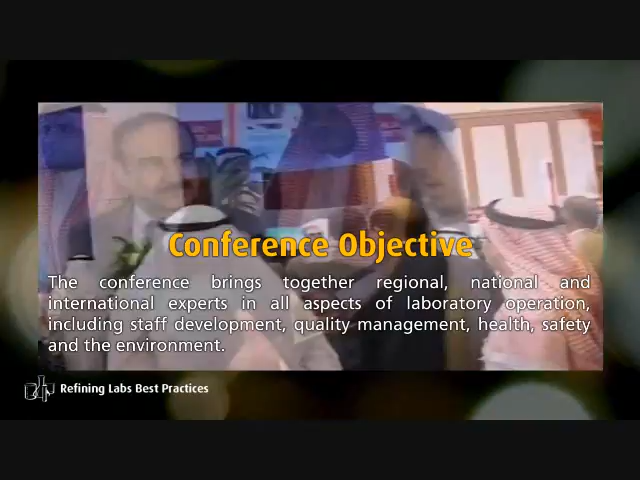 Conference Objective
The conference brings together regional, national and
international experts in all aspects of laboratory operation,
including staff development, quality management, health, safety
and the environment.
Refining Labs Best Practices